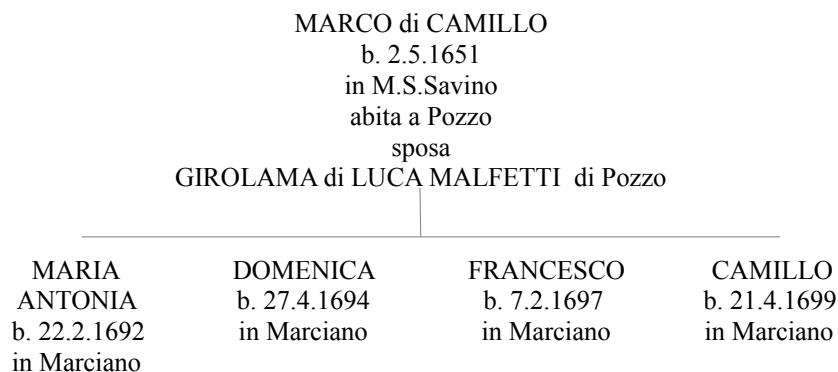 MARCO di CAMILLO
b. 2.5.1651
in M.S.Savino
abita a Pozzo
sposa
GIROLAMA di LUCA MALFETTI di Pozzo
MARIA
ANTONIA
b. 22.2.1692
in Marciano
DOMENICA
b. 27.4.1694
in Marciano
FRANCESCO
b. 7.2.1697
in Marciano
CAMILLO
b. 21.4.1699
in Marciano